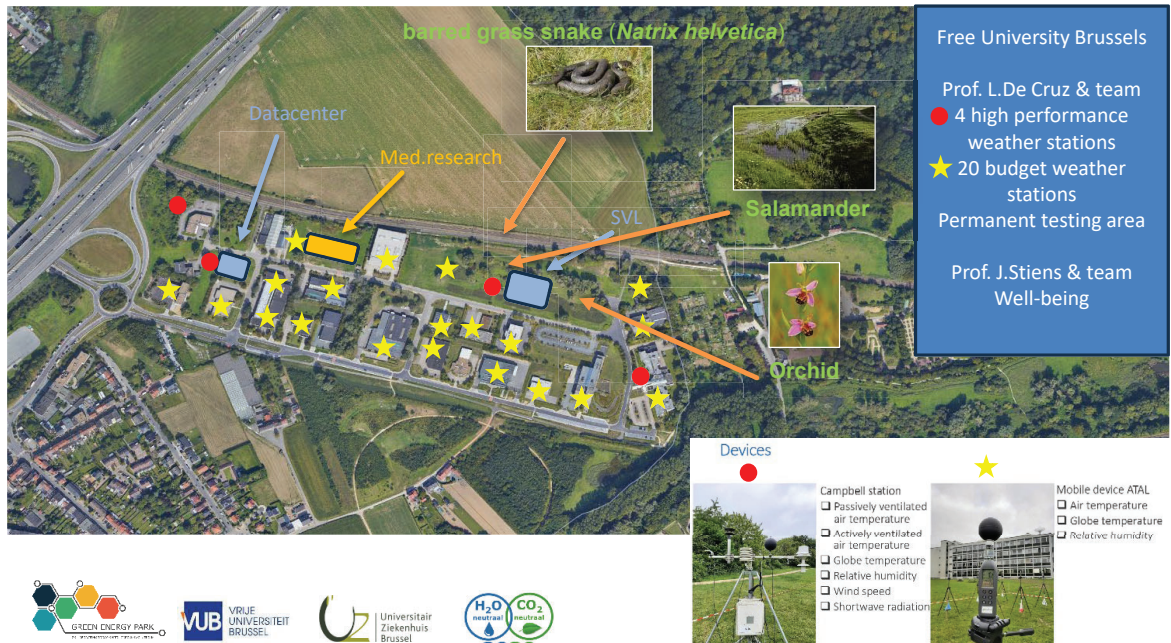 barred grass snake (Natrix helvetica)
Datacenter
Med.research
SVL
Salamander
Orchid
Free University Brussels
Prof. L.De Cruz & team
4 high performance
weather stations
20 budget weather
stations
Permanent testing area
Prof. J.Stiens & team
Well-being
Devices
Campbell station
Passively ventilated
air temperature
Actively ventilated
air temperature
Globe temperature
Relative humidity
Wind speed
Shortwave radiation
Mobile device ATAL
Air temperature
Globe temperature
Relative humidity
GREEN ENERGY PARK
VUB
VRIJE
UNIVERSITEIT
BRUSSEL
UZ
Universitair
Ziekenhuis
Brussel
H2O
neutraal
CO2
neutraal